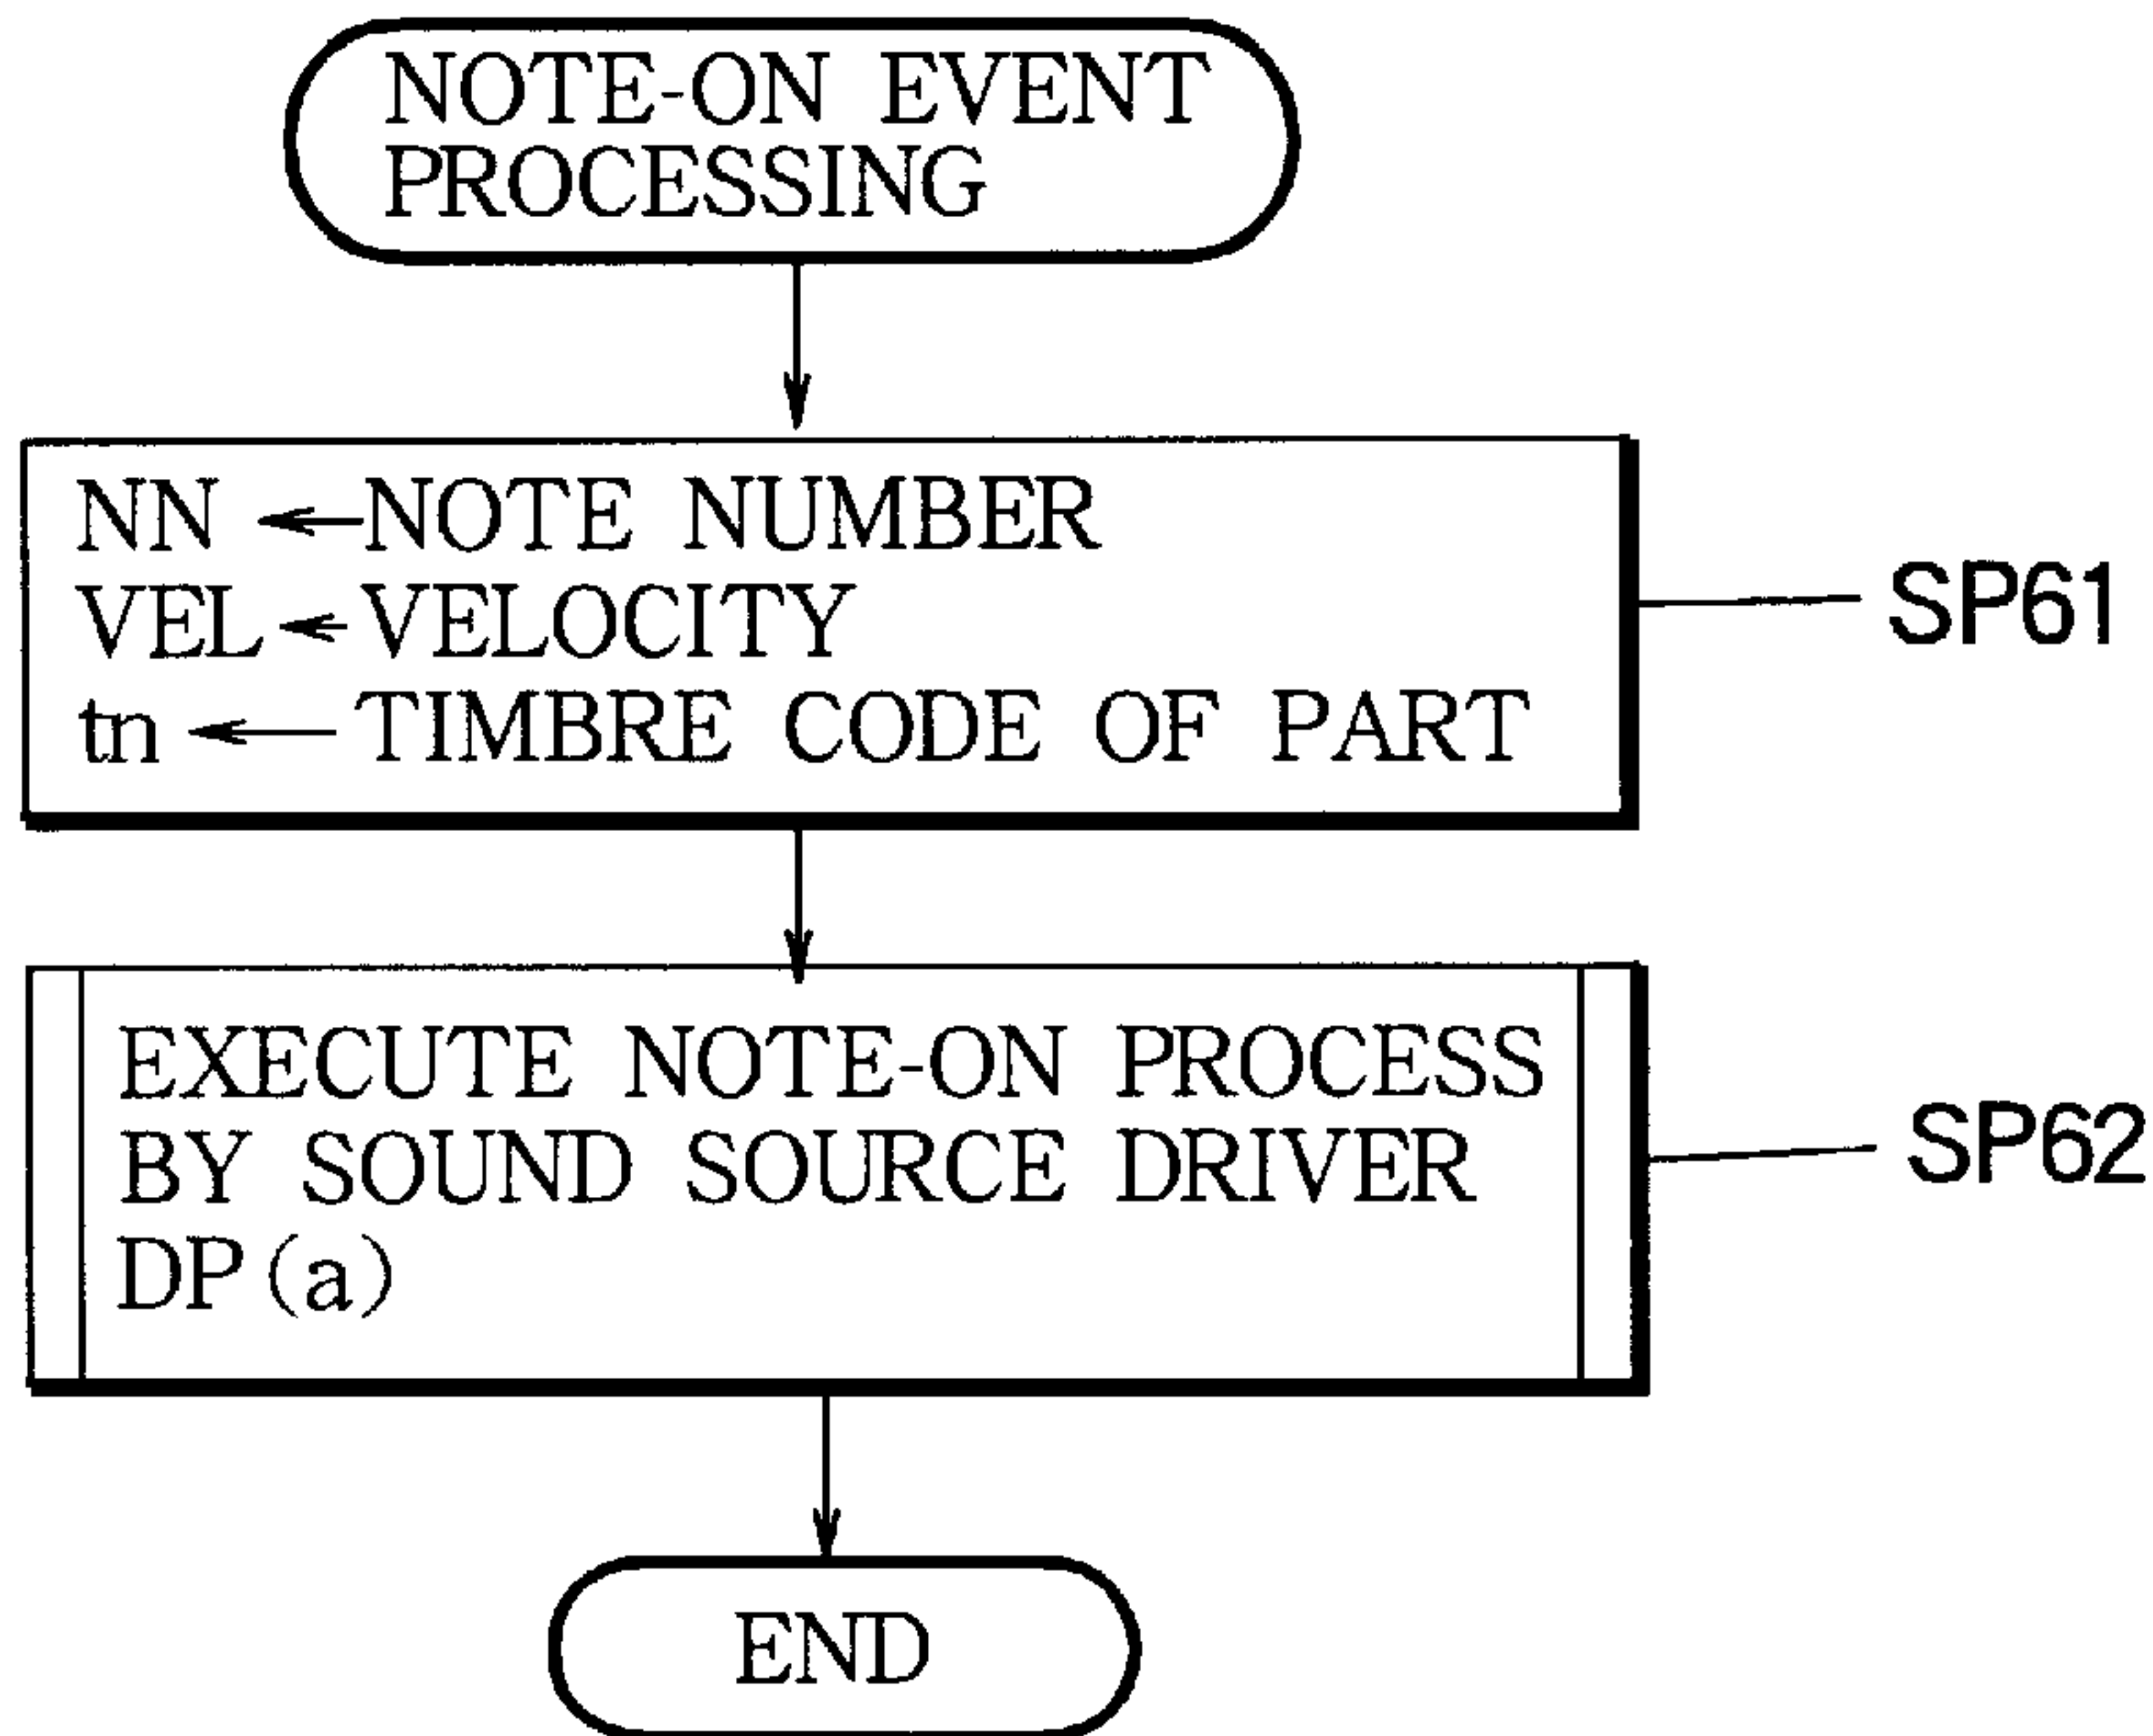 NOTE-ON EVENT
PROCESSING
NN ←NOTE NUMBER
VEL ← VELOCITY
tn ← TIMBRE CODE OF PART
SP61
EXECUTE NOTE-ON PROCESS
BY SOUND SOURCE DRIVER
DP(a)
SP62
END